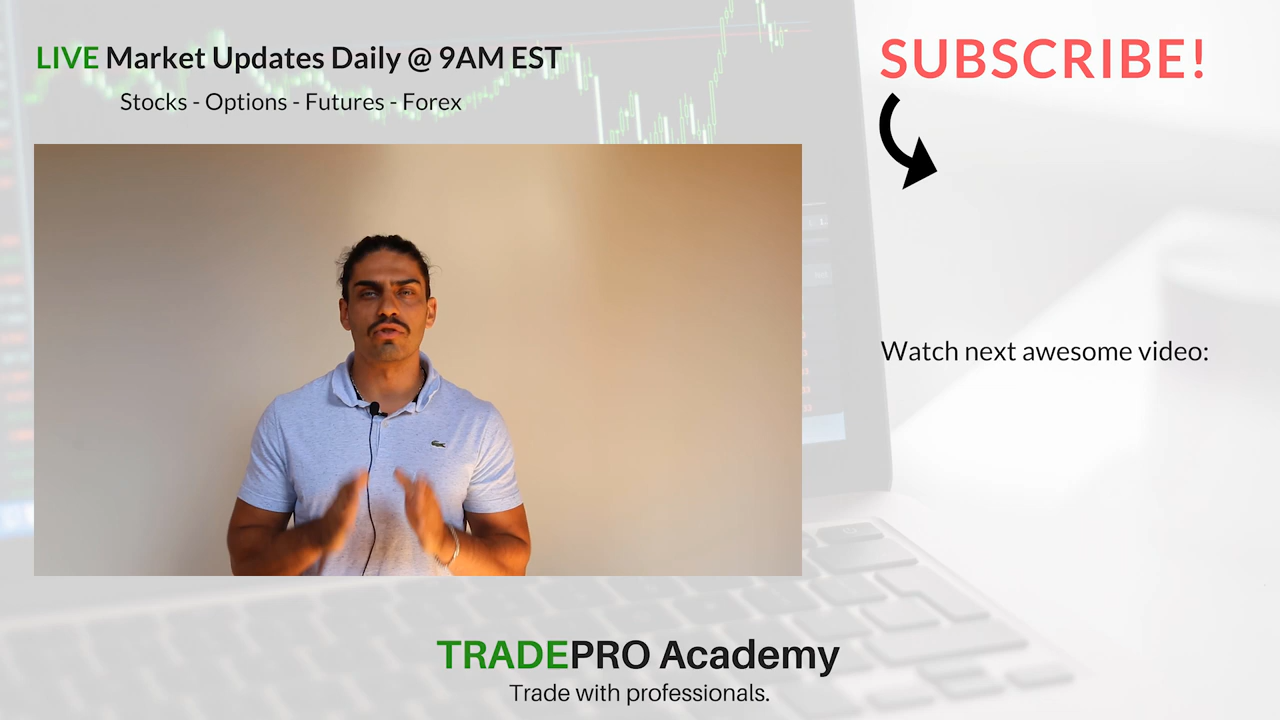 LIVE Market Updates Daily @ 9AM EST
Stocks - Options - Futures - Forex
SUBSCRIBE!
Watch next awesome video:
TRADEPRO Academy
Trade with professionals.